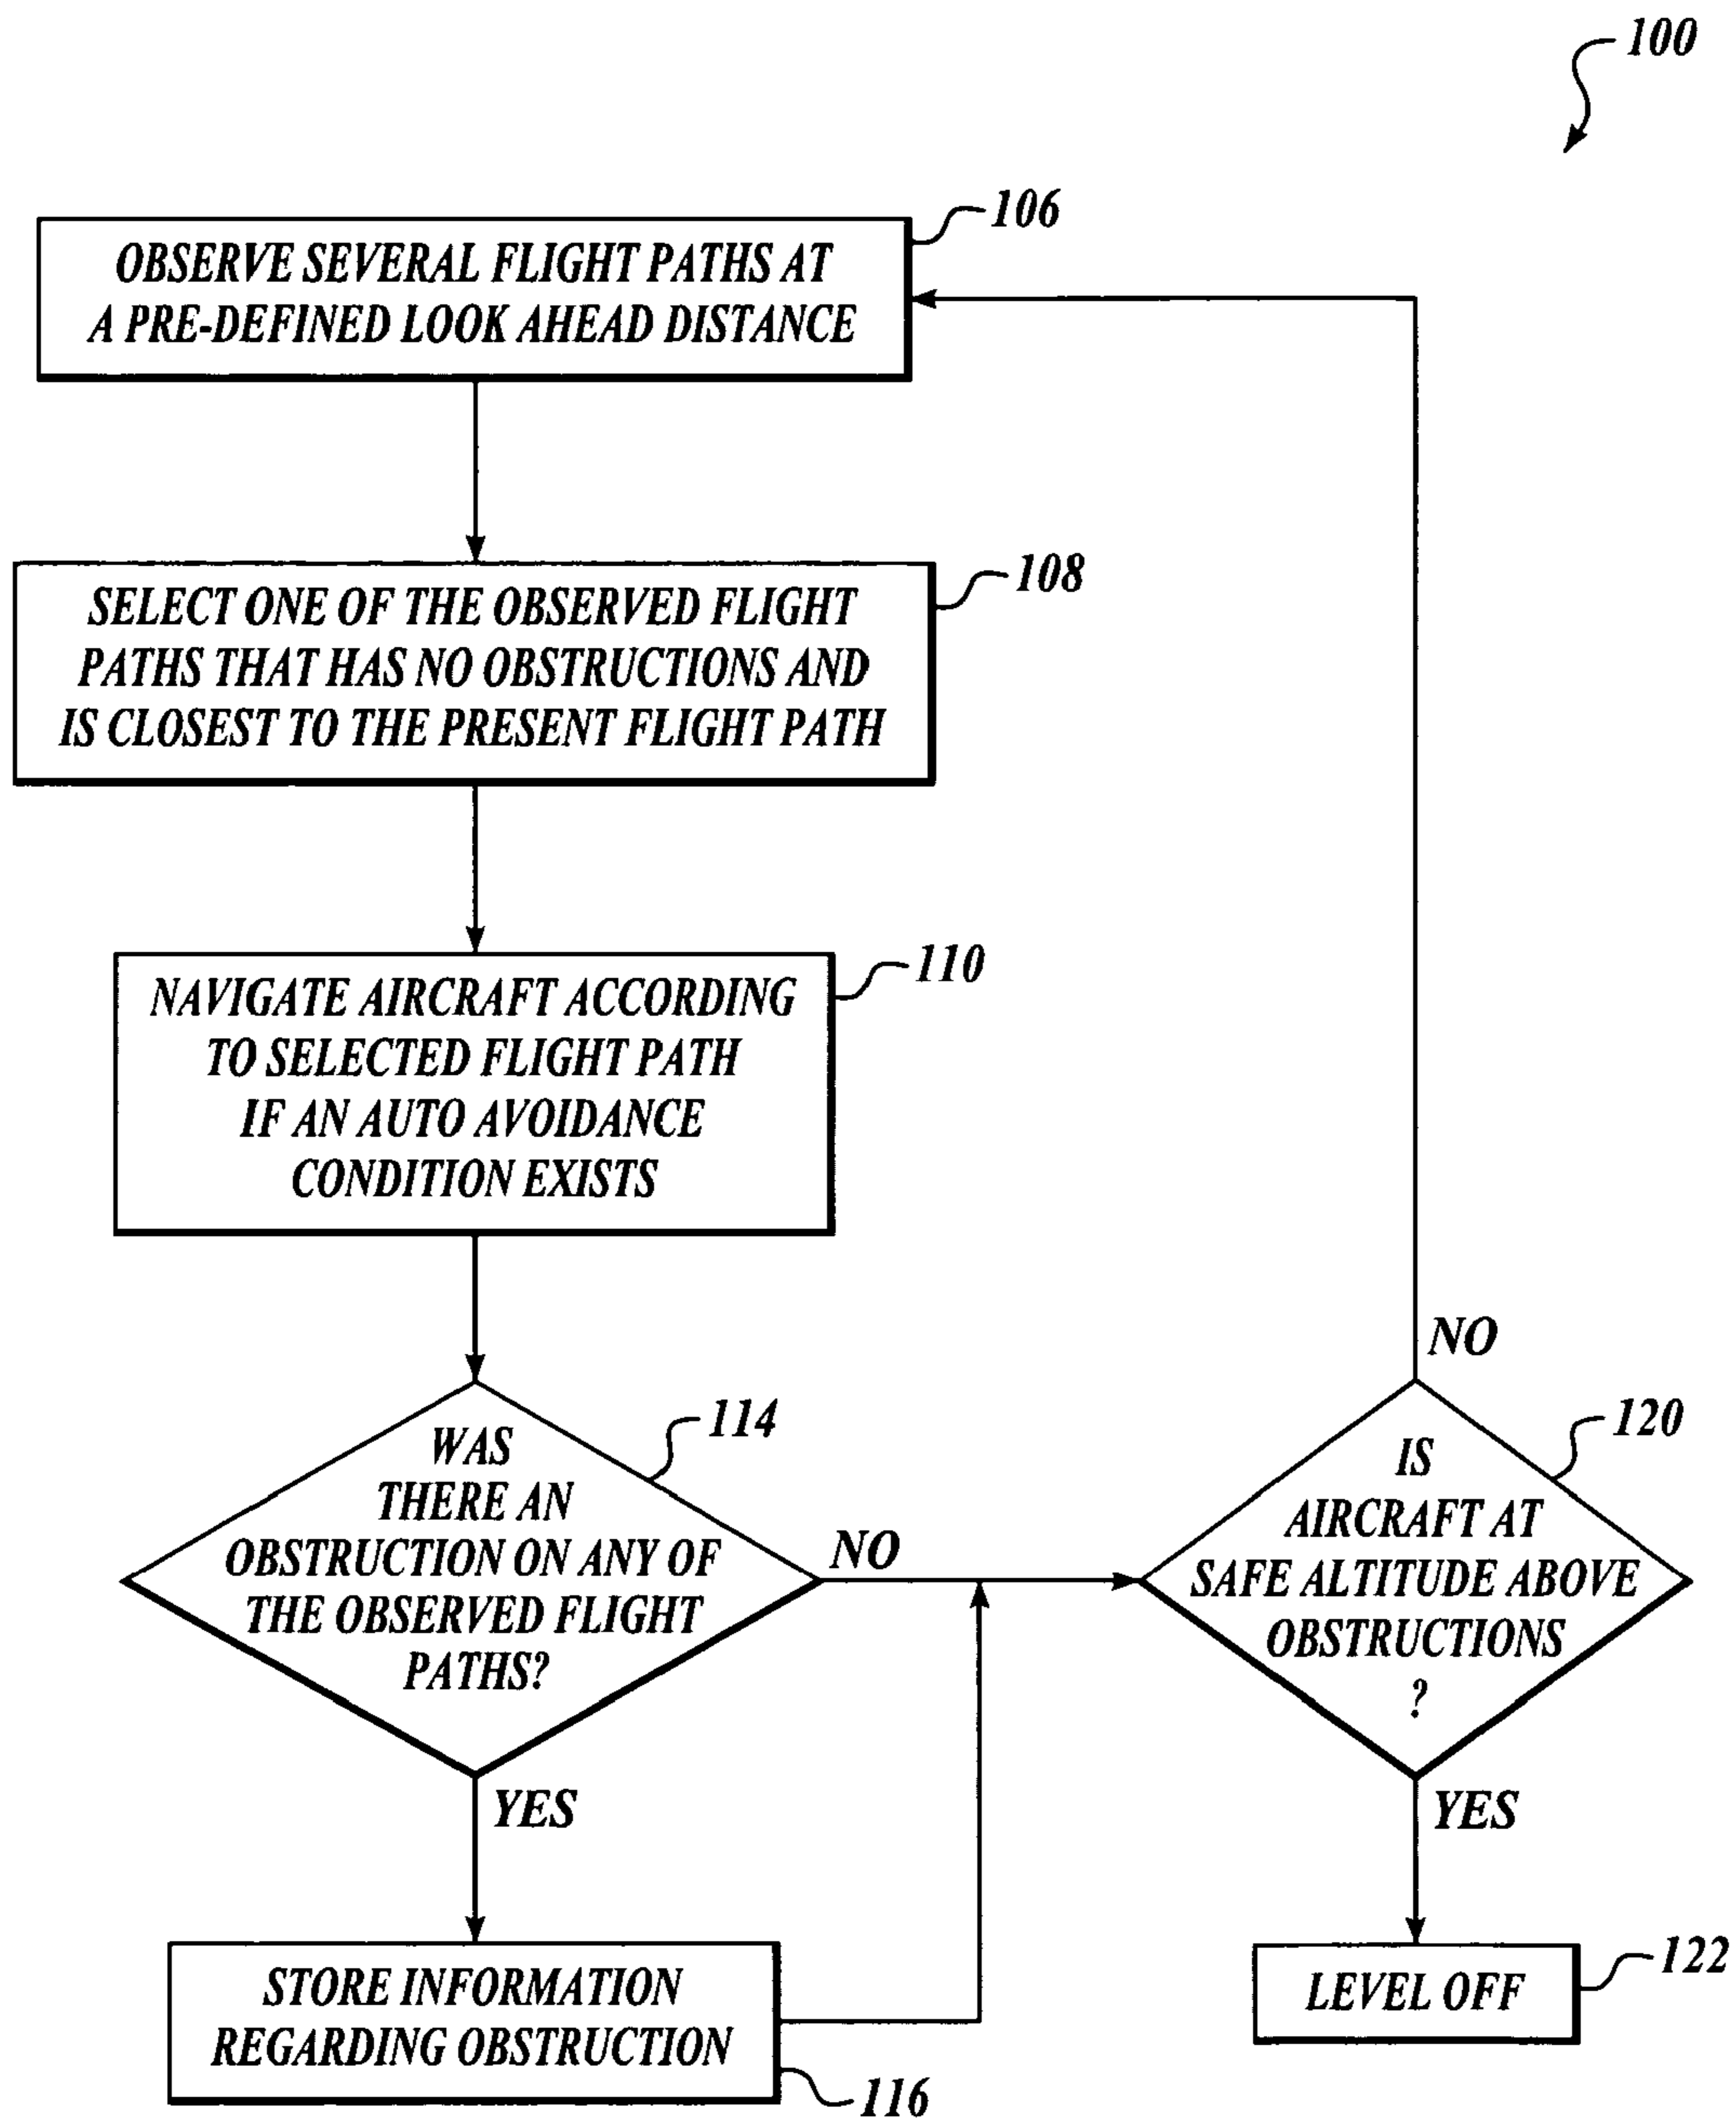 100
106
OBSERVE SEVERAL FLIGHT PATHS AT
A PRE-DEFINED LOOK AHEAD DISTANCE
108
SELECT ONE OF THE OBSERVED FLIGHT
PATHS THAT HAS NO OBSTRUCTIONS AND
IS CLOSEST TO THE PRESENT FLIGHT PATH
110
NAVIGATE AIRCRAFT ACCORDING
TO SELECTED FLIGHT PATH
IF AN AUTO AVOIDANCE
CONDITION EXISTS
114
WAS
THERE AN
OBSTRUCTION ON ANY OF
THE OBSERVED FLIGHT
PATHS?
NO
YES
STORE INFORMATION
REGARDING OBSTRUCTION
116
NO
120
IS
AIRCRAFT AT
SAFE ALTITUDE ABOVE
OBSTRUCTIONS
?
YES
LEVEL OFF
122